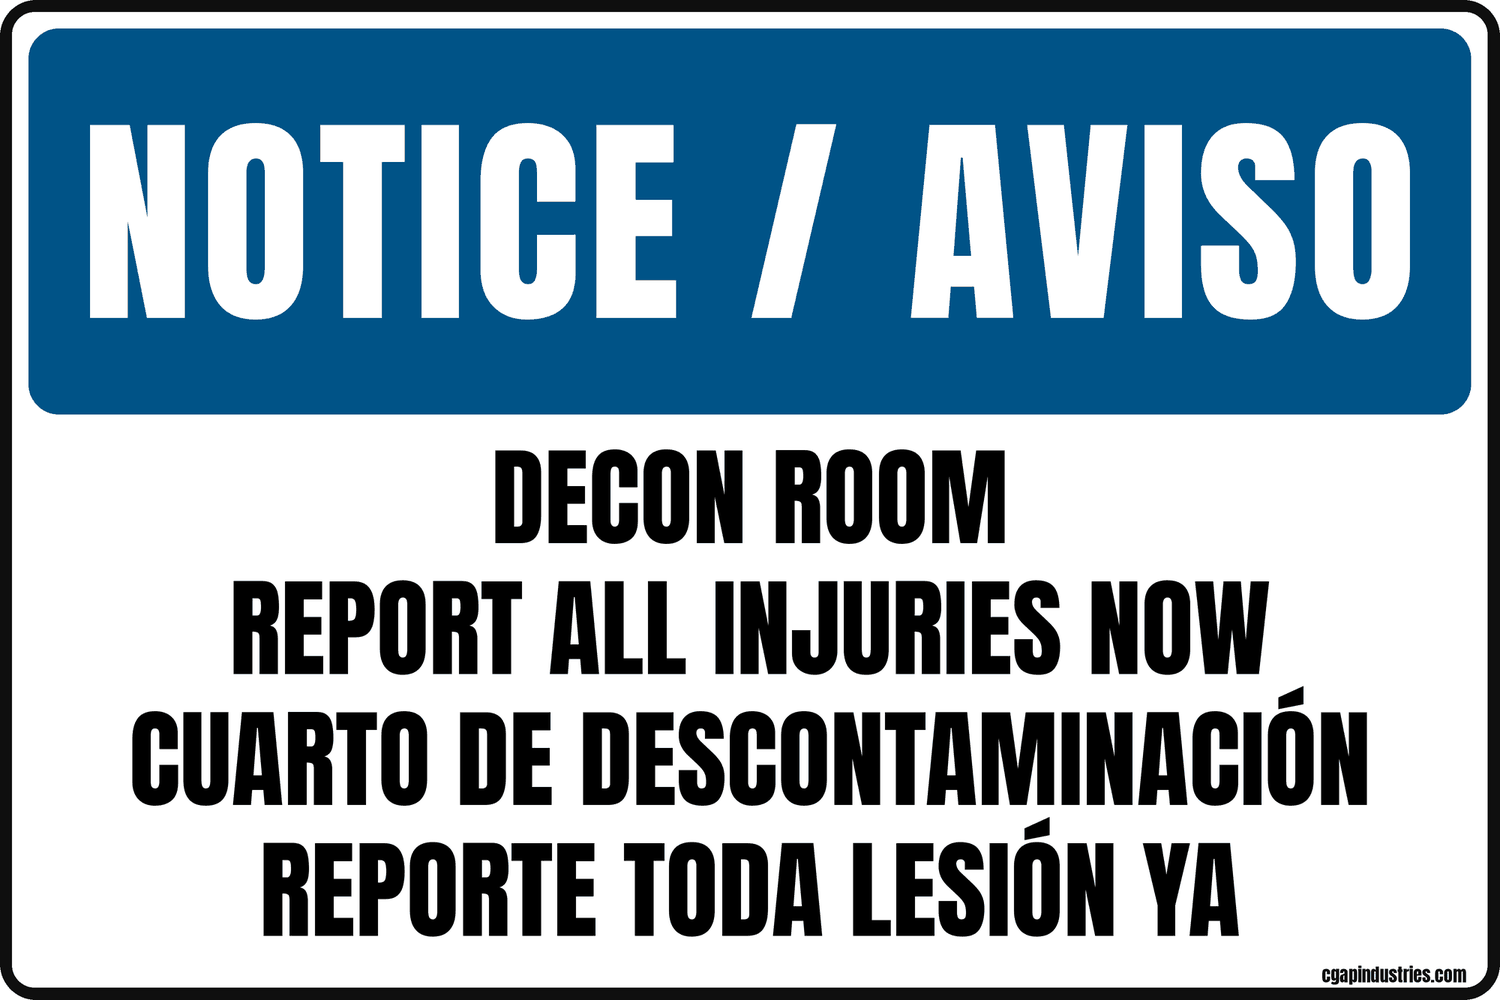 NOTICE / AVISO
DECON ROOM
REPORT ALL INJURIES NOW
CUARTO DE DESCONTAMINACIÓN
REPORTE TODA LESIÓN YA
cgapindustries.com